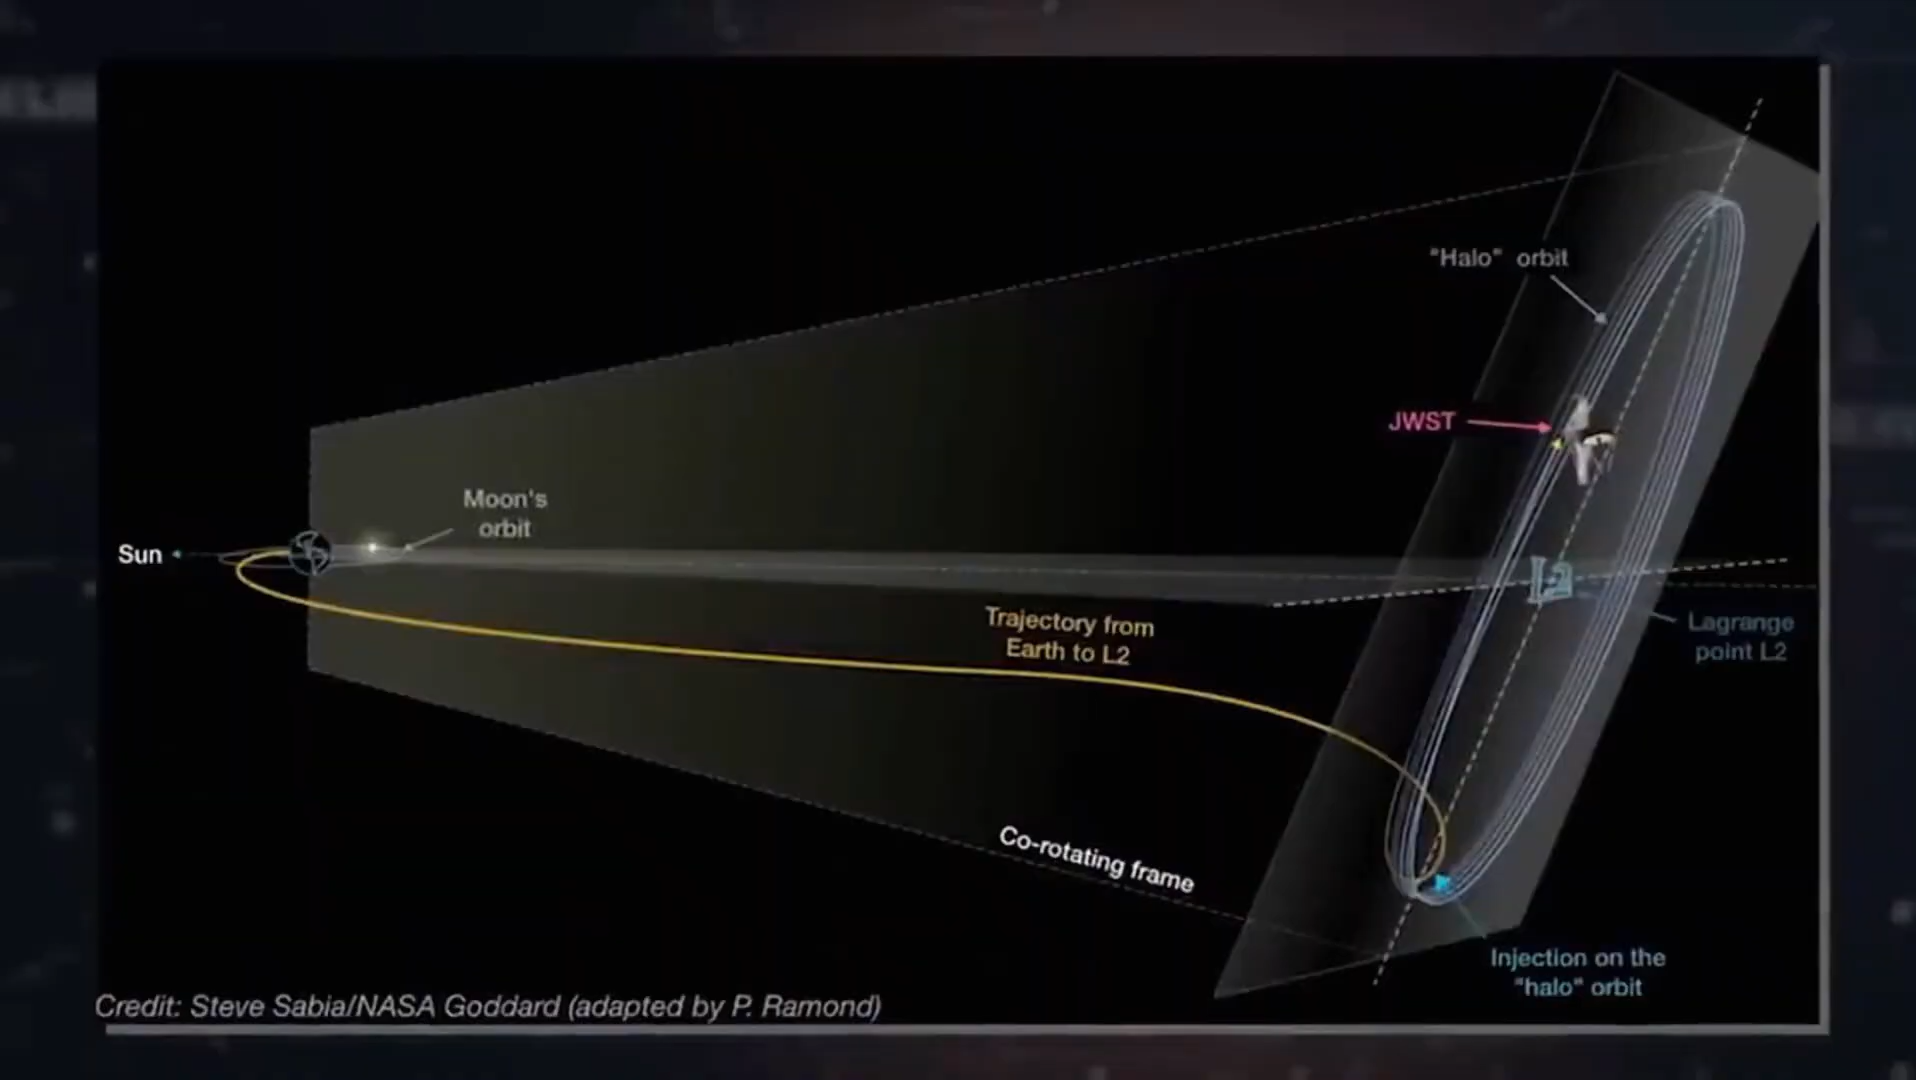 "Halo" orbit
JWST
Moon's
orbit
Sun
L2
Trajectory from
Earth to L2
Lagrange
point L2
Co-rotating frame
Injection on the
"halo" orbit
Credit: Steve Sabia/NASA Goddard (adapted by P. Ramond)